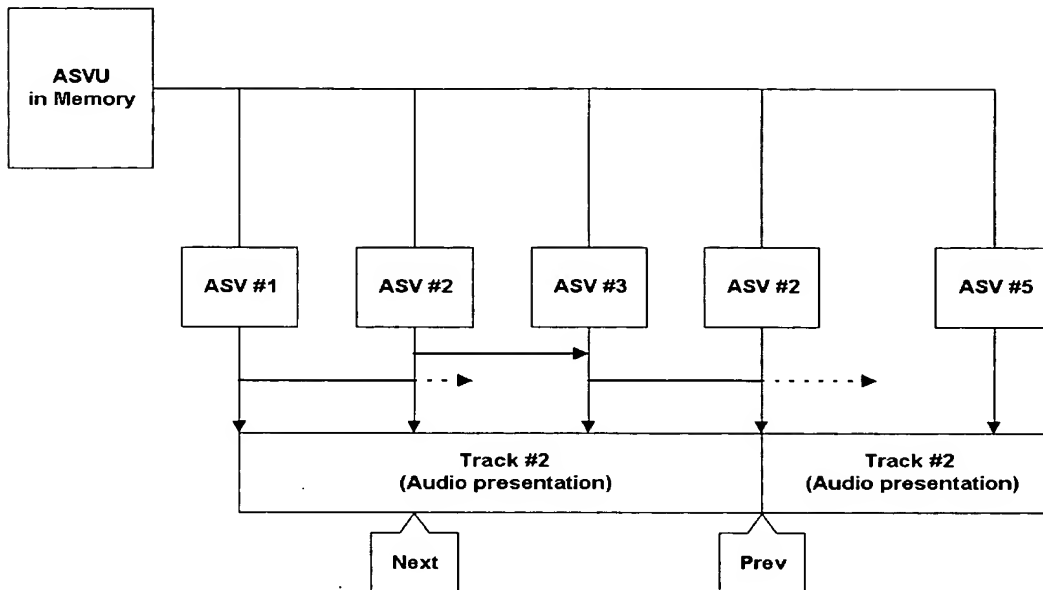 ASVU
in Memory
ASV #1
ASV #2
ASV #3
ASV #2
ASV #5
Track #2
(Audio presentation)
Track #2
(Audio presentation)
Next
Prev